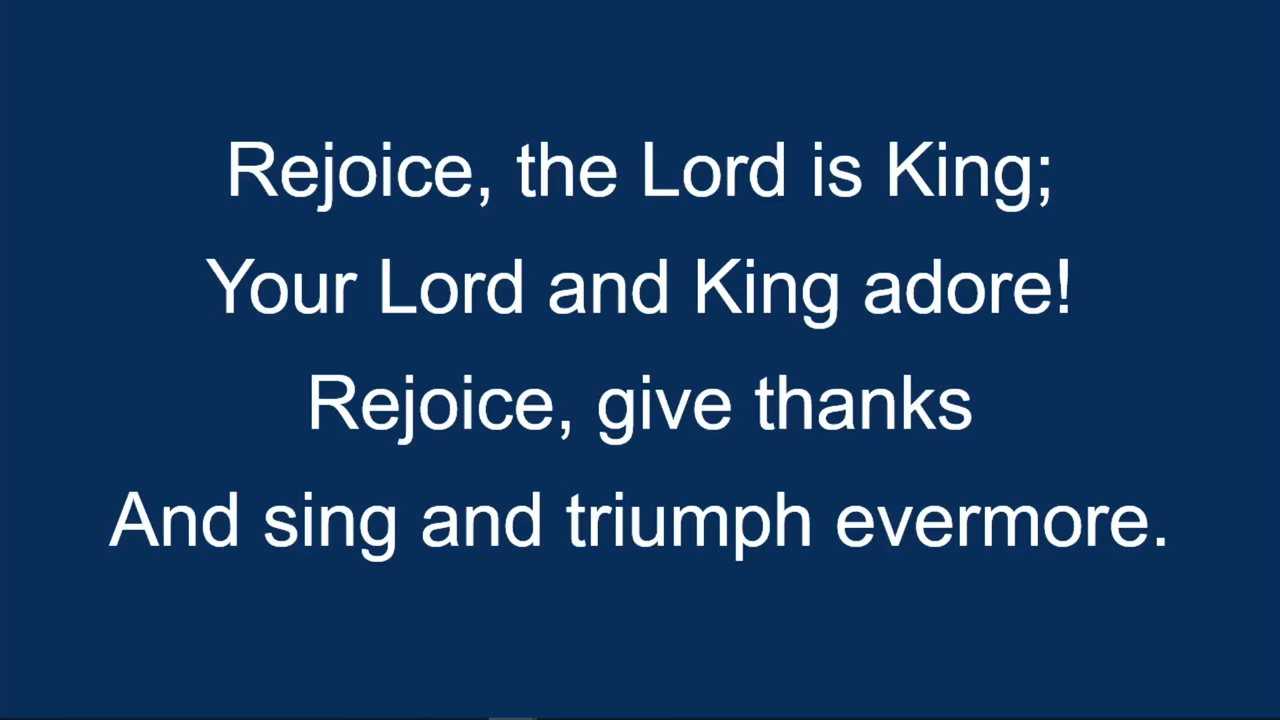 Rejoice, the Lord is King;
Your Lord and King adore!
Rejoice, give thanks
And sing and triumph evermore.